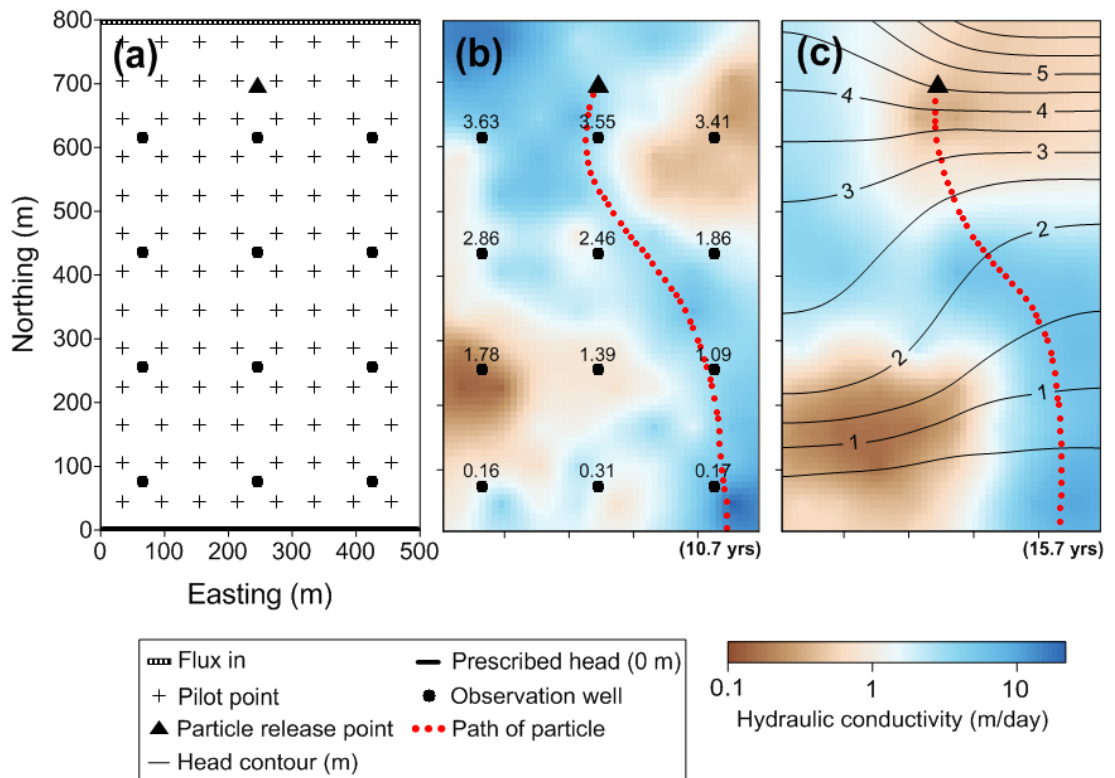 (a)
(b)
(c)
Northing (m)
800
700
600
500
400
300
200
100
0
0 100 200 300 400 500
Easting (m)
3.63 3.55 3.41
2.86 2.46 1.86
1.78 1.39 1.09
0.16 0.31 0.17
(10.7 yrs)
5
4 4
3
3
2
2
1
1
(15.7 yrs)
Flux in
Prescribed head (0 m)
Pilot point
Observation well
Particle release point
Path of particle
Head contour (m)
0.1 1 10
Hydraulic conductivity (m/day)